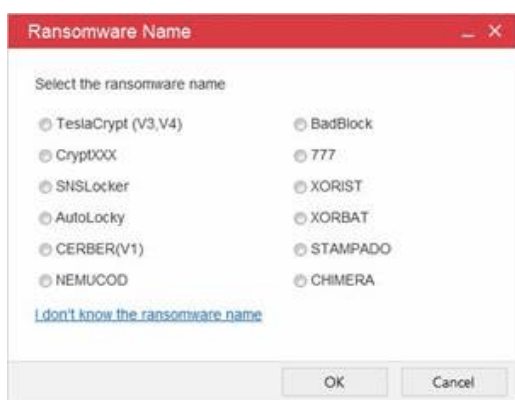 Ransomware Name
Select the ransomware name
TeslaCrypt (V3,V4)
BadBlock
CryptXXX
777
SNSLocker
XORIST
AutoLocky
XORBAT
CERBER(V1)
STAMPADO
NEMUCOD
CHIMERA
I don't know the ransomware name
OK
Cancel